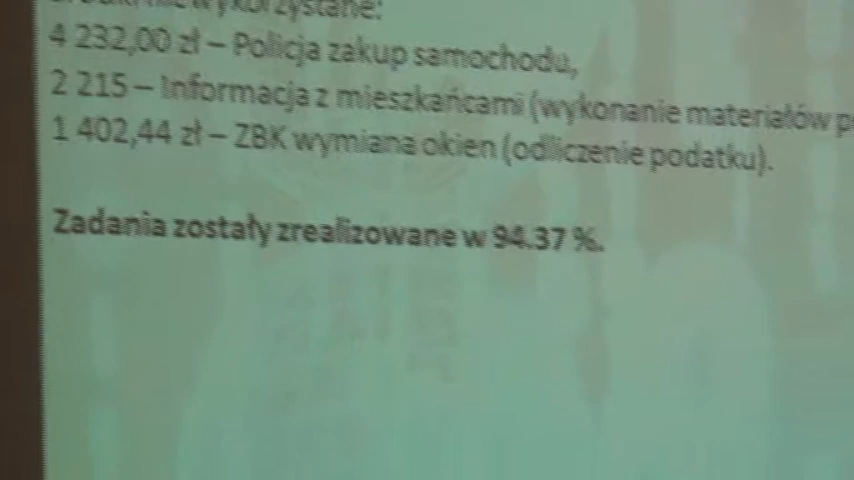 niewykorzystane:
4 232,00 zł – Policja zakup samochodu,
2 215 – Informacja z mieszkańcami (wykonanie materiałów
1 402,44 zł – ZBK wymiana okien (odliczenie podatku).
Zadania zostały zrealizowane w 94.37 %.